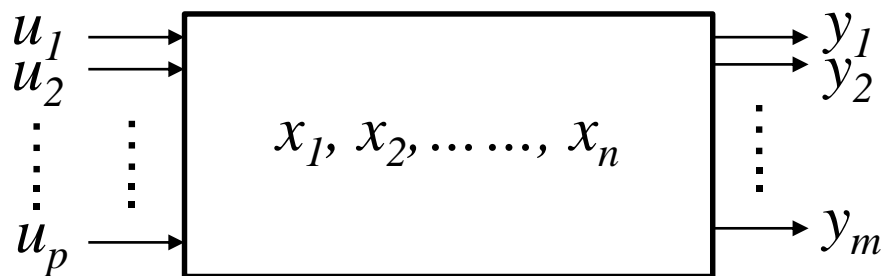 u1
u2
up
x1, x2, ... ..., xn
y1
y2
ym